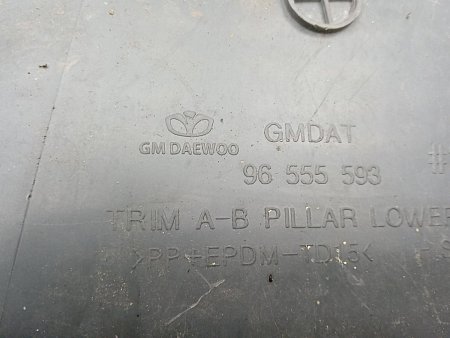 GM DAEWOO
GMDAT
96 555 593
TRIM A-B PILLAR LOWER
>PP+EPDM-TD15<